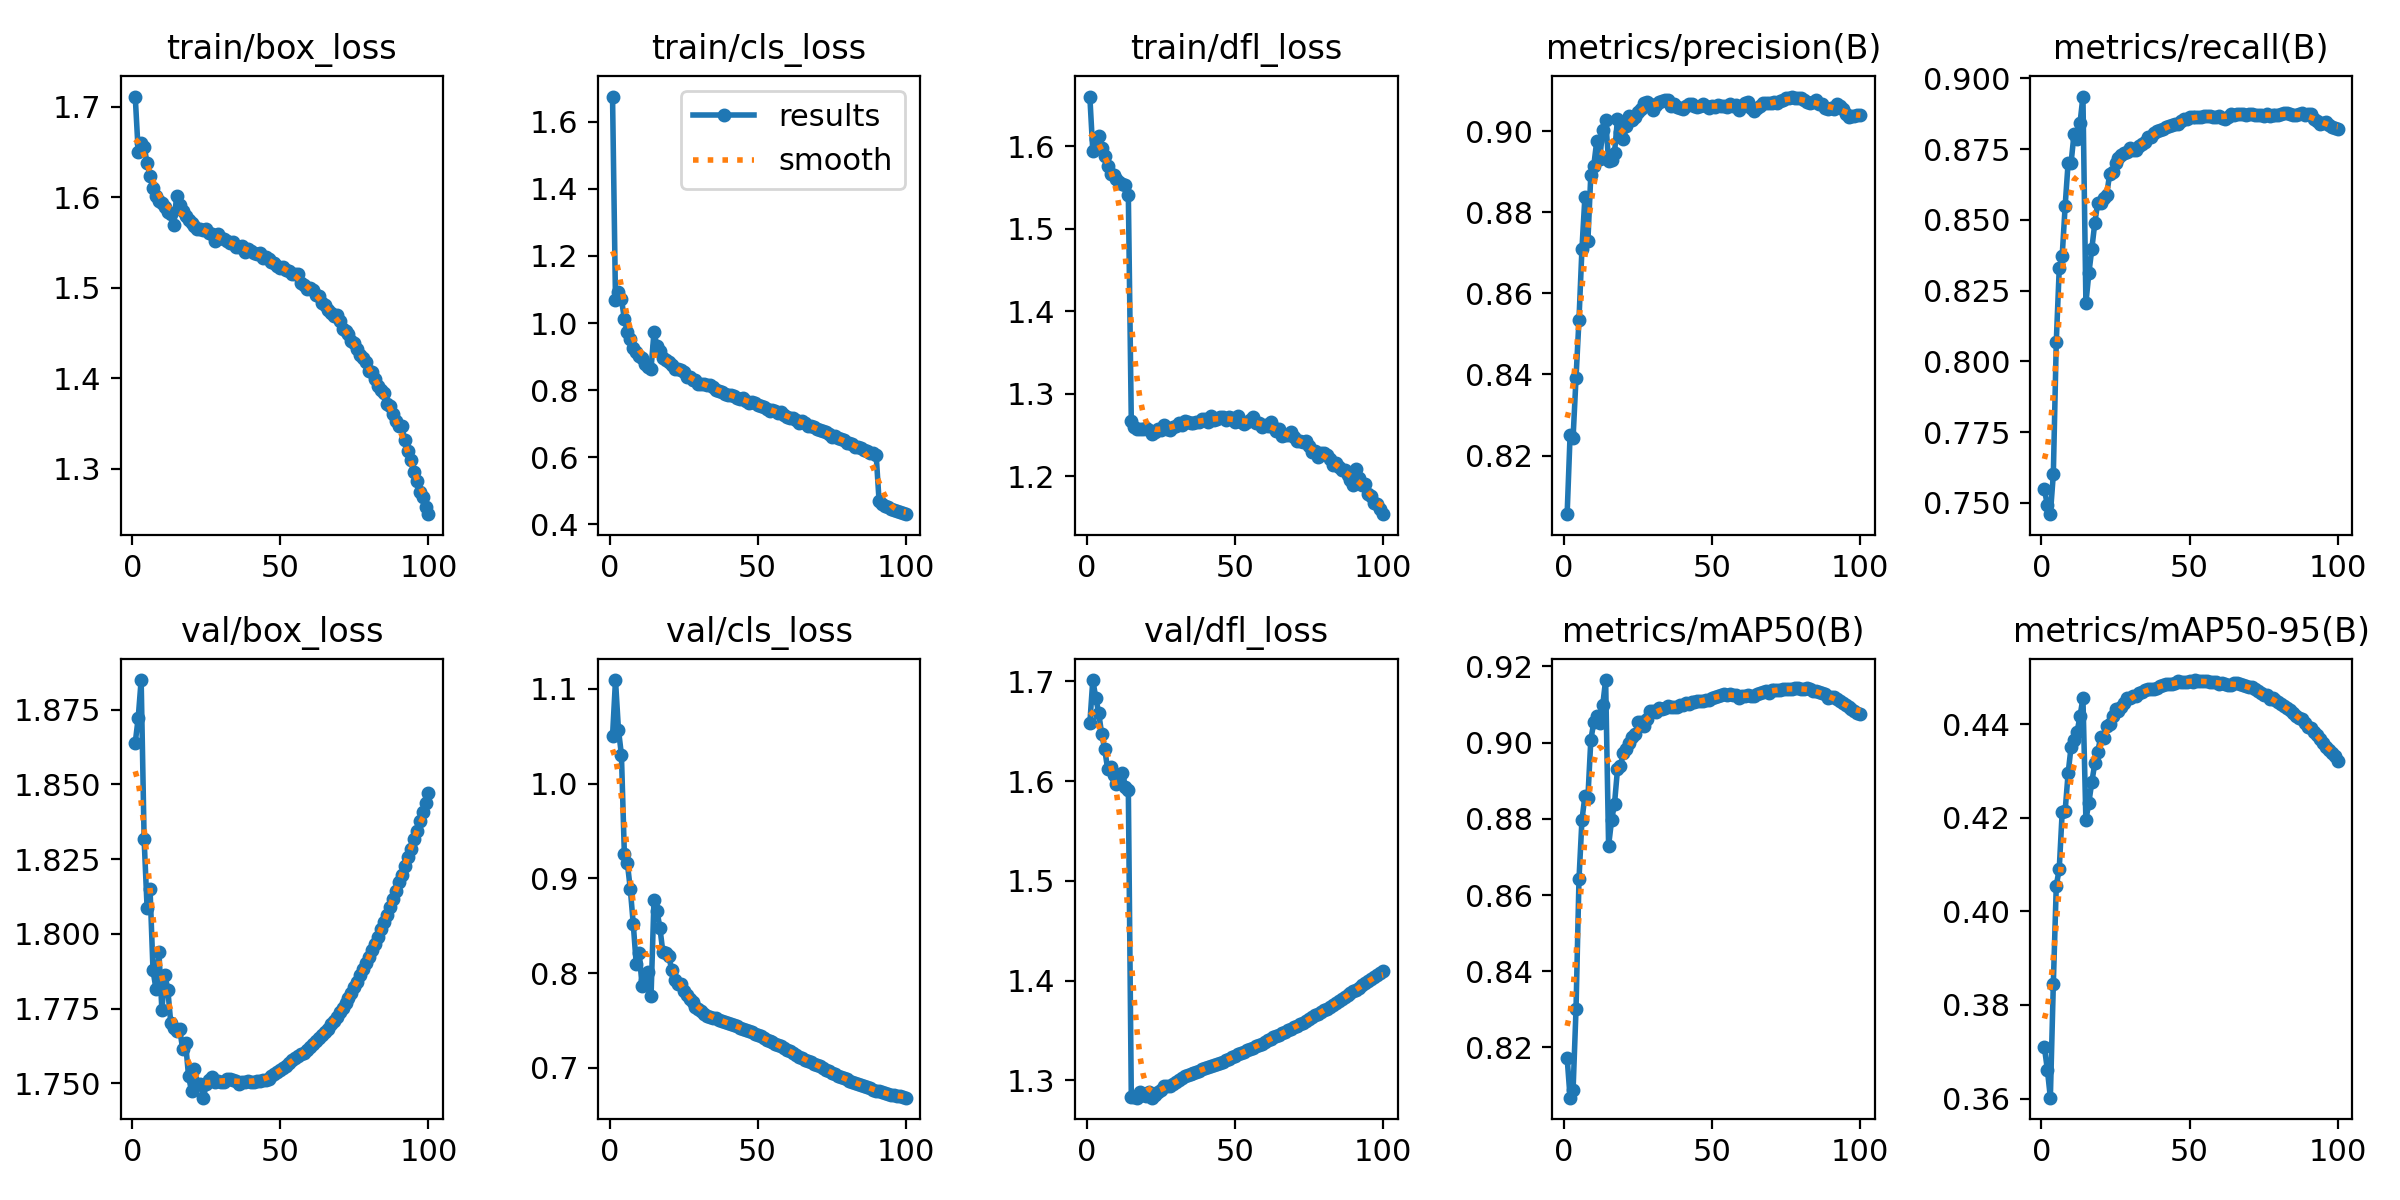 train/box_loss
1.7
1.6
1.5
1.4
1.3
0 50 100
train/cls_loss
results
smooth
1.6
1.4
1.2
1.0
0.8
0.6
0.4
0 50 100
train/dfl_loss
1.6
1.5
1.4
1.3
1.2
0 50 100
metrics/precision(B)
0.90
0.88
0.86
0.84
0.82
0 50 100
metrics/recall(B)
0.900
0.875
0.850
0.825
0.800
0.775
0.750
0 50 100
val/box_loss
1.875
1.850
1.825
1.800
1.775
1.750
0 50 100
val/cls_loss
1.1
1.0
0.9
0.8
0.7
0 50 100
val/dfl_loss
1.7
1.6
1.5
1.4
1.3
0 50 100
metrics/mAP50(B)
0.92
0.90
0.88
0.86
0.84
0.82
0 50 100
metrics/mAP50-95(B)
0.44
0.42
0.40
0.38
0.36
0 50 100